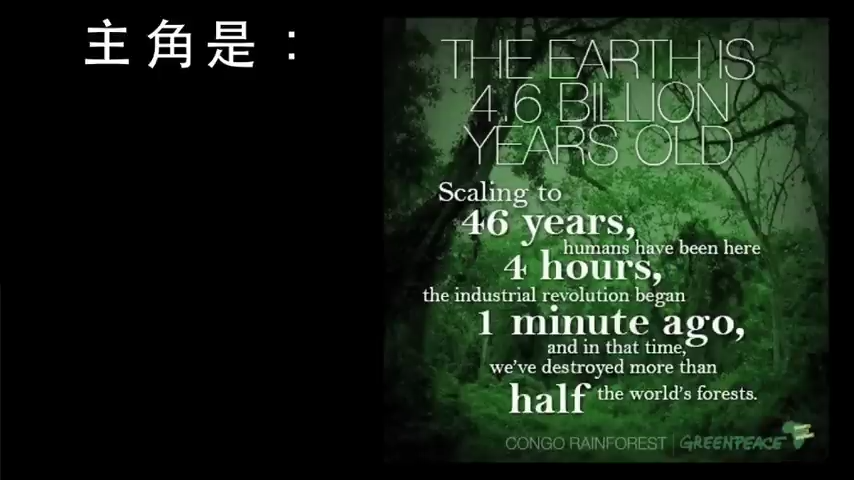 主角是：
THE EARTH IS
4.6 BILLION
YEARS OLD
Scaling to
46 years,
humans have been here
4 hours,
the industrial revolution began
1 minute ago,
and in that time,
we've destroyed more than
half the world's forests.
CONGO RAINFOREST | GREENPEACE